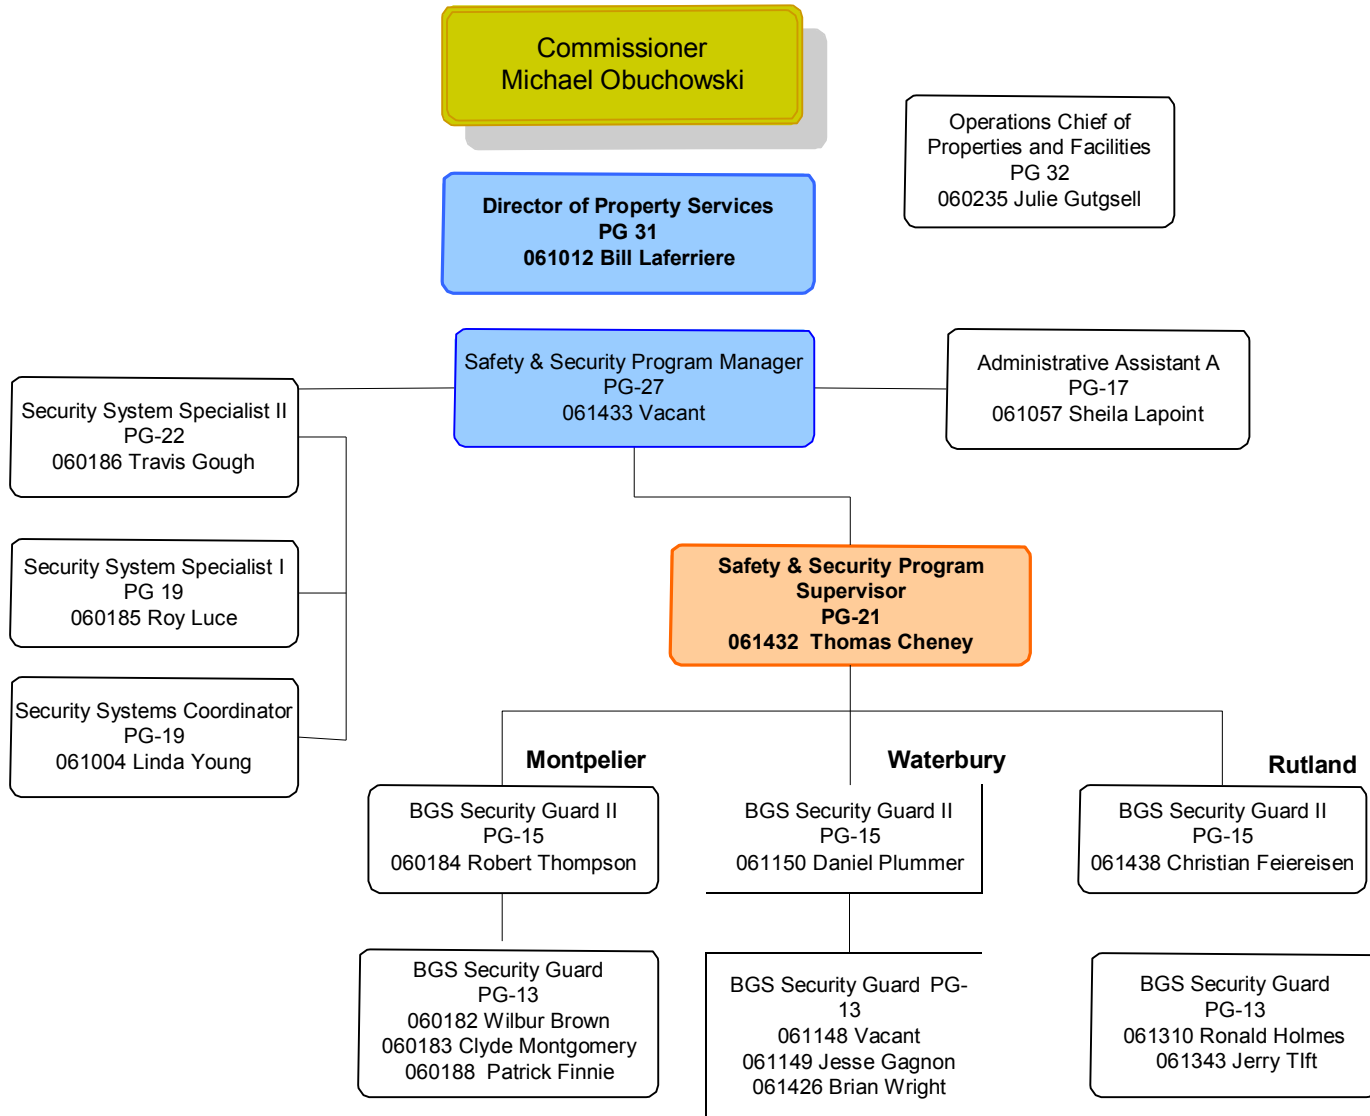 Commissioner
Michael Obuchowski
Operations Chief of
Properties and Facilities
PG 32
060235 Julie Gutgsell
Director of Property Services
PG 31
061012 Bill Laferriere
Safety & Security Program Manager
PG-27
061433 Vacant
Administrative Assistant A
PG-17
061057 Sheila Lapoint
Security System Specialist II
PG-22
060186 Travis Gough
Security System Specialist I
PG 19
060185 Roy Luce
Security Systems Coordinator
PG-19
061004 Linda Young
Safety & Security Program
Supervisor
PG-21
061432  Thomas Cheney
Montpelier
BGS Security Guard II
PG-15
060184 Robert Thompson
BGS Security Guard
PG-13
060182 Wilbur Brown
060183 Clyde Montgomery
060188  Patrick Finnie
Waterbury
BGS Security Guard II
PG-15
061150 Daniel Plummer
BGS Security Guard  PG-
13
061148 Vacant
061149 Jesse Gagnon
061426 Brian Wright
Rutland
BGS Security Guard II
PG-15
061438 Christian Feiereisen
BGS Security Guard
PG-13
061310 Ronald Holmes
061343 Jerry TIft